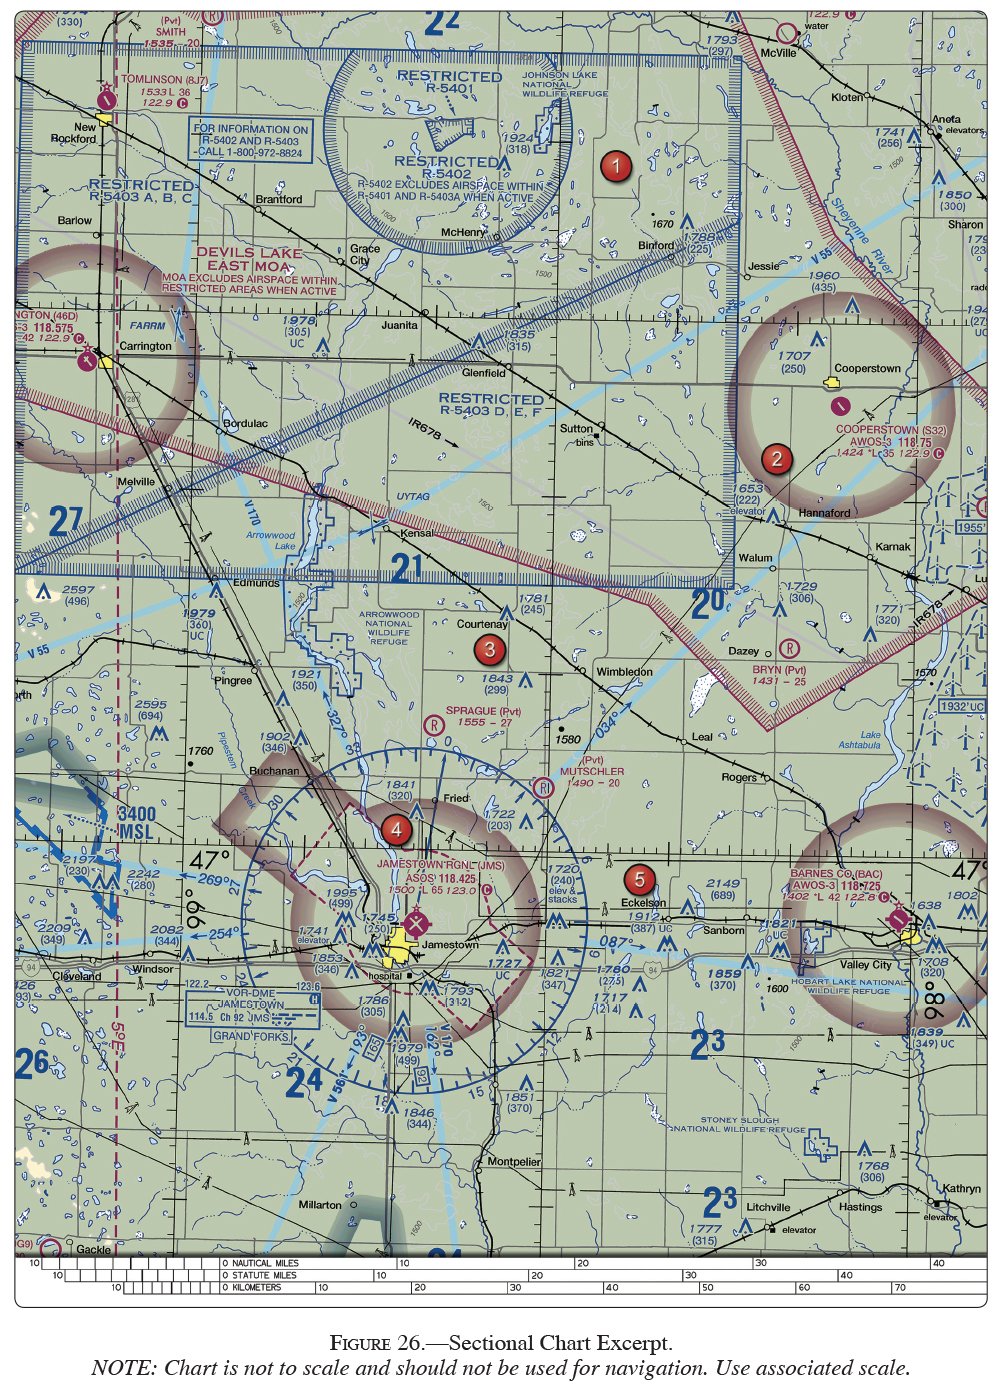 (330)
(Pvt)
SMITH
1535 - 20
R
22
1793
(297)
122.9 C
water
McVille
TOMLINSON (8J7)
1533 L 36
122.9 C
New
Rockford
FOR INFORMATION ON
R-5402 AND R-5403
CALL 1-800-972-8824
RESTRICTED
R-5401
JOHNSON LAKE
NATIONAL
WILDLIFE REFUGE
1924
(318)
RESTRICTED
R-5402
R-5402 EXCLUDES AIRSPACE WITHIN
R-5401 AND R-5403A WHEN ACTIVE
1
Kloten
Aneta
elevators
1741
(256)
1850
(300)
Sharon
RESTRICTED
R-5403 A, B, C
Brantford
Barlow
McHenry
Grace
City
1670
Binford
1786
(225)
Jessie
Sheyenne River
V 55
1960
(435)
DEVILS LAKE
EAST MOA
MOA EXCLUDES AIRSPACE WITHIN
RESTRICTED AREAS WHEN ACTIVE
NGTON (46D)
-3 118.575
42 122.9 C
FARRM
Carrington
1978
(305)
UC
Juanita
1835
(315)
Glenfield
1707
(250)
Cooperstown
COOPERSTOWN (S32)
AWOS-3 118.75
1424 *L 35 122.9 C
RESTRICTED
R-5403 D, E, F
IR678
Sutton
bins
Bordulac
2
1653
(222)
elevator
Hannaford
Melville
27
V 170
Arrowwood
Lake
UYTAG
1500
Kensal
21
Edmunds
Walum
Karnak
1955'
20
2597
(496)
1979
(360)
UC
V 55
ARROWWOOD
NATIONAL
WILDLIFE
REFUGE
1781
(245)
Courtenay
3
1643
(299)
Wimbledon
1729
(306)
1771
(320)
IR678
Dazey
R
BRYN (Pvt)
1431 - 25
1570
1932'UC
Pingree
1921
(350)
327°
2595
(694)
1760
Pipestem
Creek
1902
(346)
Buchanan
SPRAGUE (Pvt)
1555 - 27
R
1580
034°
Leal
Lake
Ashtabula
(Pvt)
MUTSCHLER
1490 - 20
R
Rogers
3400
MSL
1841
(320)
Fried
1722
(203)
4
JAMESTOWN RGNL (JMS)
ASOS 118.425
1500 L 65 123.0 C
47°
99°
269°
254°
2197
(230)
2242
(280)
2209
(349)
2082
(344)
1995
(499)
1745
(250)
1741
elevator
1853
(346)
hospital
Jamestown
1720
(240)
elev &
stacks
5
Eckelson
1912
(387) UC
2149
(689)
Sanborn
1821
UC
BARNES CO (BAC)
AWOS-3 118.725
1402 *L 42 122.8 C
47°
1638
1802
Valley City
1708
(320)
94
Cleveland
Windsor
122.2
123.6
VOR-DME
JAMESTOWN
114.5 Ch 92 JMS
H
GRAND FORKS
1786
(305)
1793
(312)
1727
UC
1821
(347)
087°
94
1780
(275)
1717
(214)
1859
(370)
1600
HOBART LAKE NATIONAL
WILDLIFE REFUGE
98°
1839
(349) UC
5°E
26
24
V 561
193°
165
1979
(499)
V 170
162°
92
1851
(370)
1846
(344)
23
STONEY SLOUGH
NATIONAL WILDLIFE REFUGE
1768
(306)
Montpelier
Millarton
23
Litchville
elevator
Hastings
Kathryn
elevator
1777
(315)
G9)
Gackle
10 0 NAUTICAL MILES 10 20 30 40
10 0 STATUTE MILES 10 20 30 40
10 0 KILOMETERS 10 20 30 40 50 60 70
FIGURE 26.—Sectional Chart Excerpt.
NOTE: Chart is not to scale and should not be used for navigation. Use associated scale.